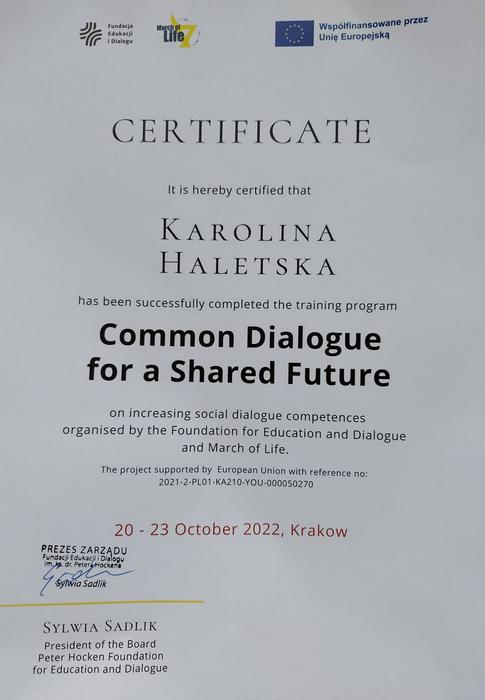 Fundacja
Edukacji
i Dialogu
March of
Life
Współfinansowane przez
Unię Europejską
CERTIFICATE
It is hereby certified that
KAROLINA
HALETSKA
has been successfully completed the training program
Common Dialogue
for a Shared Future
on increasing social dialogue competences
organised by the Foundation for Education and Dialogue
and March of Life.
The project supported by European Union with reference no:
2021-2-PL01-KA210-YOU-000050270
20 - 23 October 2022, Krakow
PREZES ZARZĄDU
Fundacji Edukacji i Dialogu
im. ks. dr. Petera Hockena
Sylwia Sadlik
SYLWIA SADLIK
President of the Board
Peter Hocken Foundation
for Education and Dialogue